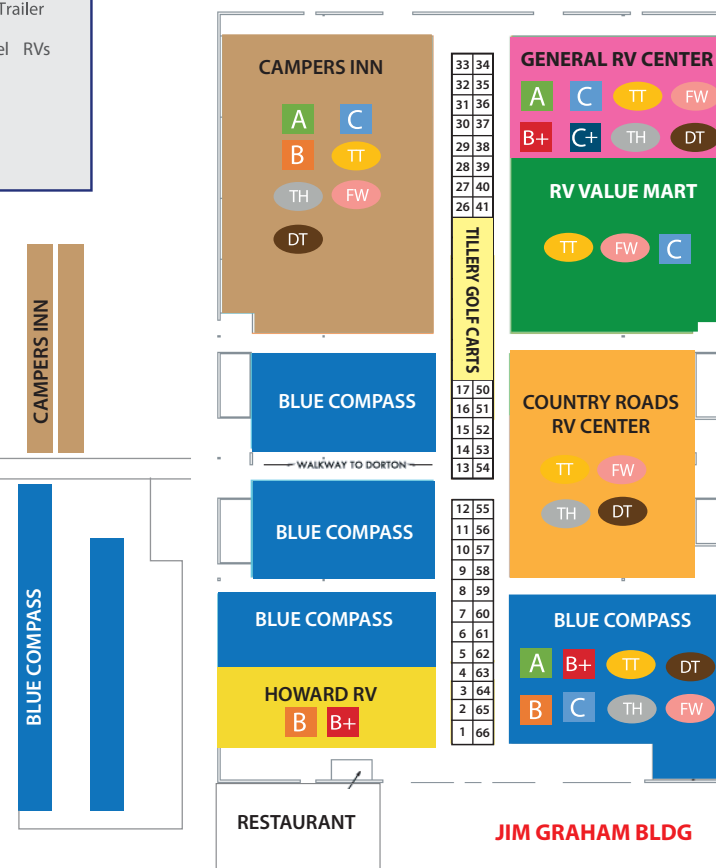 Trailer
el RVs
CAMPERS INN
A C
B TT
TH FW
DT
33 34
32 35
31 36
30 37
29 38
28 39
27 40
26 41
TILLERY GOLF CARTS
17 50
16 51
15 52
14 53
13 54
GENERAL RV CENTER
A C TT FW
B+ C+ TH DT
RV VALUE MART
TT FW C
CAMPERS INN
BLUE COMPASS
WALKWAY TO DORTON
COUNTRY ROADS
RV CENTER
TT FW
TH DT
BLUE COMPASS
BLUE COMPASS
12 55
11 56
10 57
9 58
8 59
7 60
6 61
5 62
4 63
3 64
2 65
1 66
BLUE COMPASS
HOWARD RV
B B+
BLUE COMPASS
A B+ TT DT
B C TH FW
RESTAURANT
JIM GRAHAM BLDG